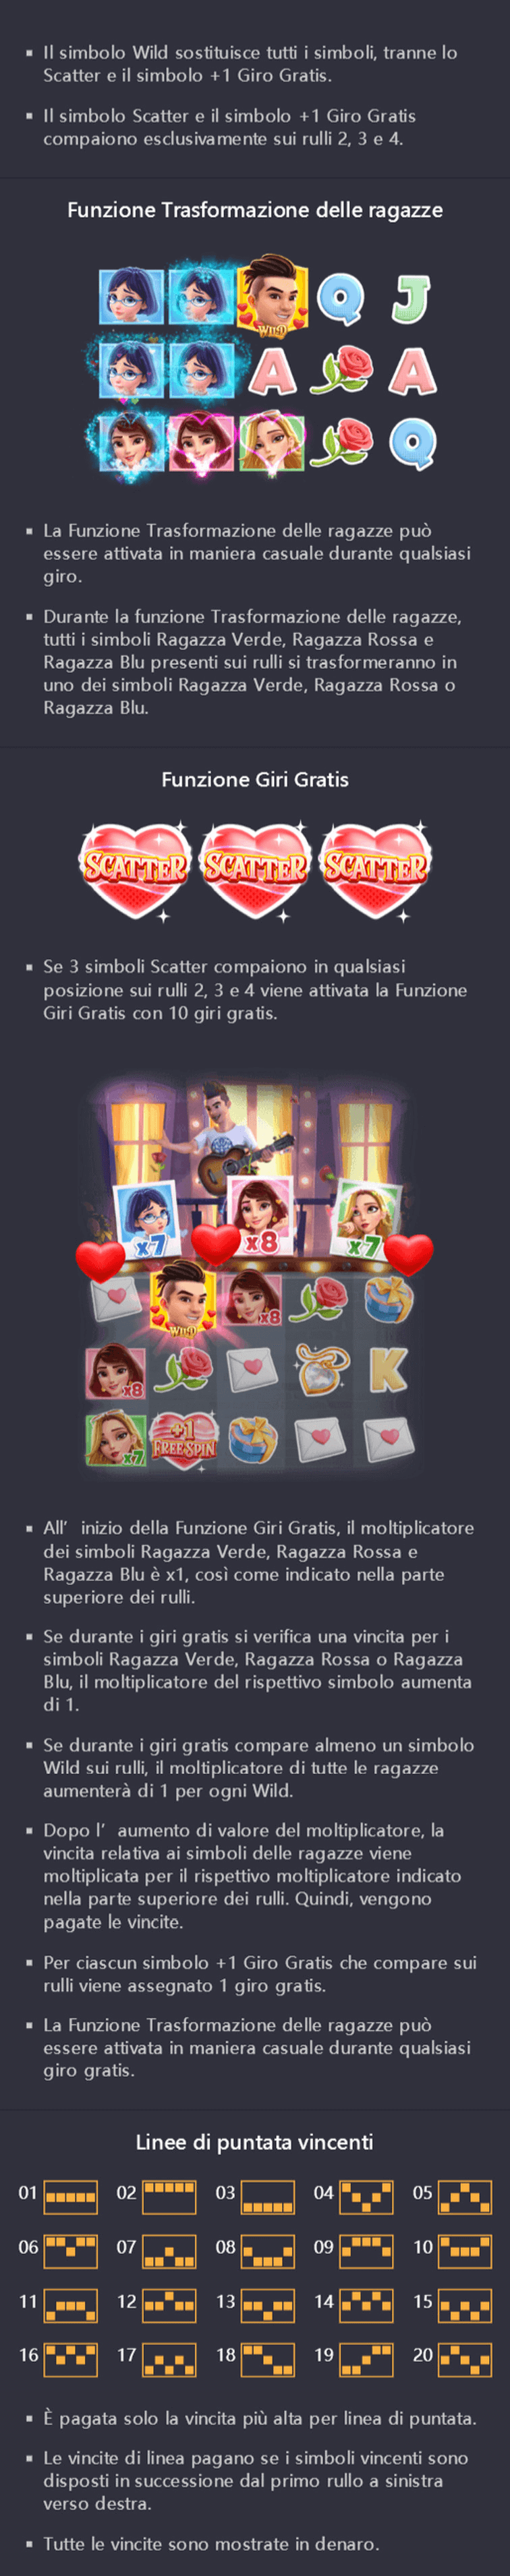 ▪ Il simbolo Wild sostituisce tutti i simboli, tranne lo
Scatter e il simbolo +1 Giro Gratis.
▪ Il simbolo Scatter e il simbolo +1 Giro Gratis
compaiono esclusivamente sui rulli 2, 3 e 4.
Funzione Trasformazione delle ragazze
WILD Q J
A A
Q
▪ La Funzione Trasformazione delle ragazze può
essere attivata in maniera casuale durante qualsiasi
giro.
▪ Durante la funzione Trasformazione delle ragazze,
tutti i simboli Ragazza Verde, Ragazza Rossa e
Ragazza Blu presenti sui rulli si trasformeranno in
uno dei simboli Ragazza Verde, Ragazza Rossa o
Ragazza Blu.
Funzione Giri Gratis
SCATTER SCATTER SCATTER
▪ Se 3 simboli Scatter compaiono in qualsiasi
posizione sui rulli 2, 3 e 4 viene attivata la Funzione
Giri Gratis con 10 giri gratis.
x7 x8 x7
WILD x8
x8 K
x7 +1 FREE SPIN
▪ All’ inizio della Funzione Giri Gratis, il moltiplicatore
dei simboli Ragazza Verde, Ragazza Rossa e
Ragazza Blu è x1, così come indicato nella parte
superiore dei rulli.
▪ Se durante i giri gratis si verifica una vincita per i
simboli Ragazza Verde, Ragazza Rossa o Ragazza
Blu, il moltiplicatore del rispettivo simbolo aumenta
di 1.
▪ Se durante i giri gratis compare almeno un simbolo
Wild sui rulli, il moltiplicatore di tutte le ragazze
aumenterà di 1 per ogni Wild.
▪ Dopo l’ aumento di valore del moltiplicatore, la
vincita relativa ai simboli delle ragazze viene
moltiplicata per il rispettivo moltiplicatore indicato
nella parte superiore dei rulli. Quindi, vengono
pagate le vincite.
▪ Per ciascun simbolo +1 Giro Gratis che compare sui
rulli viene assegnato 1 giro gratis.
▪ La Funzione Trasformazione delle ragazze può
essere attivata in maniera casuale durante qualsiasi
giro gratis.
Linee di puntata vincenti
01 02 03 04 05
06 07 08 09 10
11 12 13 14 15
16 17 18 19 20
▪ È pagata solo la vincita più alta per linea di puntata.
▪ Le vincite di linea pagano se i simboli vincenti sono
disposti in successione dal primo rullo a sinistra
verso destra.
▪ Tutte le vincite sono mostrate in denaro.